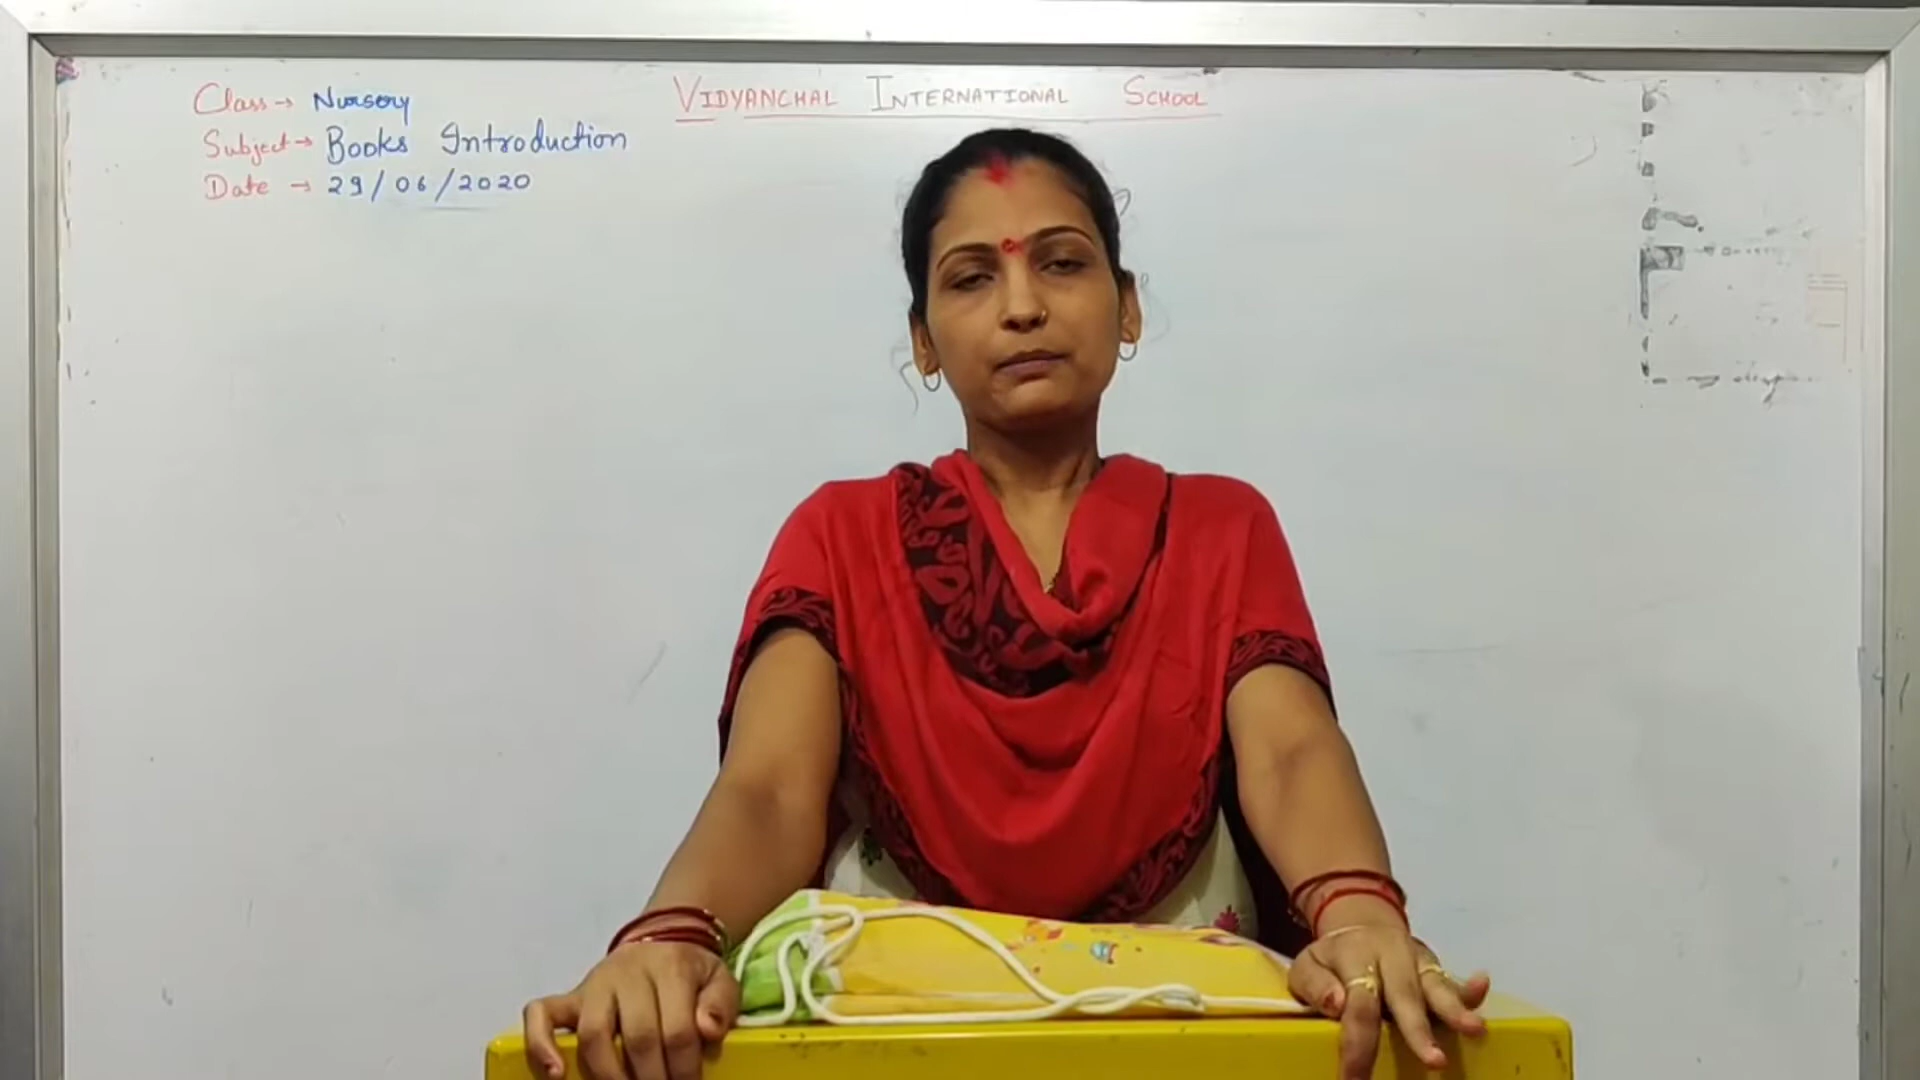 VIDYANCHAL INTERNATIONAL SCHOOL
Class → Nursery
Subject → Books Introduction
Date → 29/06/2020